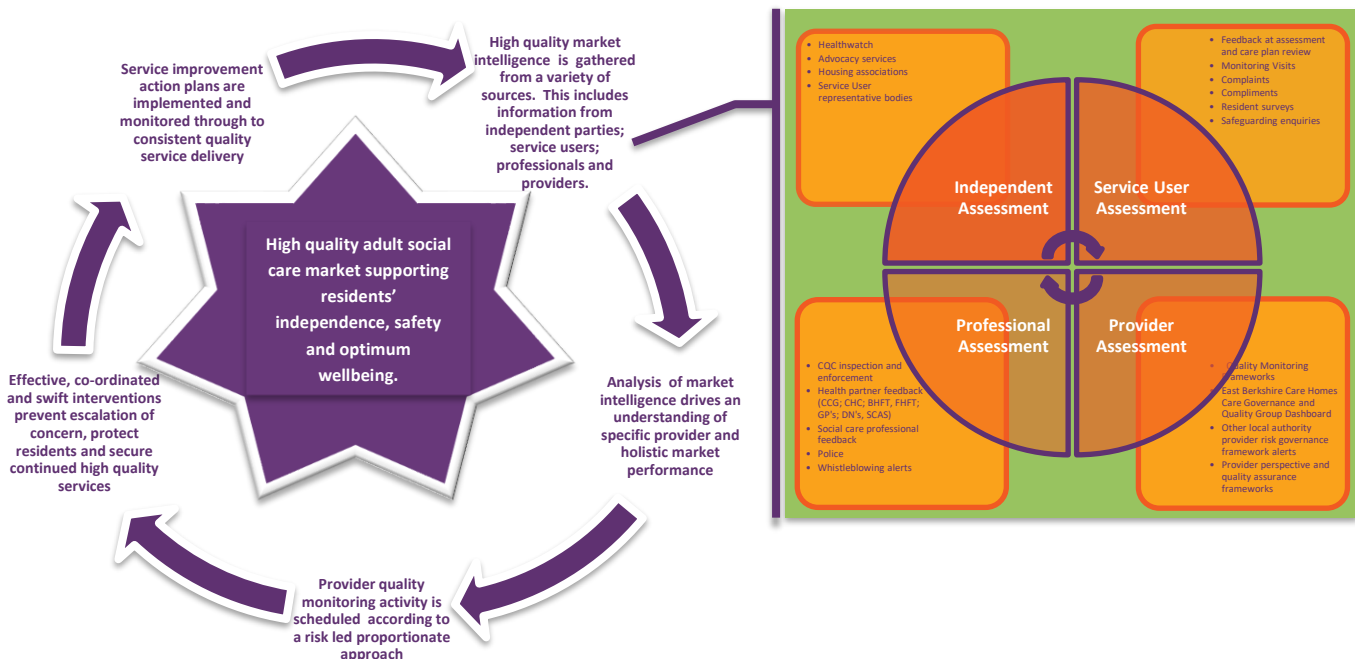 High quality market
intelligence is gathered
from a variety of
sources. This includes
information from
independent parties;
service users;
professionals and
providers.
Analysis of market
intelligence drives an
understanding of
specific provider and
holistic market
performance
Provider quality
monitoring activity is
scheduled according to
a risk led proportionate
approach
Effective, co-ordinated
and swift interventions
prevent escalation of
concern, protect
residents and secure
continued high quality
services
Service improvement
action plans are
implemented and
monitored through to
consistent quality
service delivery
High quality adult social
care market supporting
residents’
independence, safety
and optimum
wellbeing.
• Healthwatch
• Advocacy services
• Housing associations
• Service User
representative bodies
• Feedback at assessment
and care plan review
• Monitoring Visits
• Complaints
• Compliments
• Resident surveys
• Safeguarding enquiries
Independent
Assessment
Service User
Assessment
Professional
Assessment
Provider
Assessment
• CQC inspection and
enforcement
• Health partner feedback
(CCG; CHC; BHFT, FHFT;
GP's; DN's, SCAS)
• Social care professional
feedback
• Police
• Whistleblowing alerts
• Quality Monitoring
Frameworks
• East Berkshire Care Homes
Care Governance and
Quality Group Dashboard
• Other local authority
provider risk governance
framework alerts
• Provider perspective and
quality assurance
frameworks